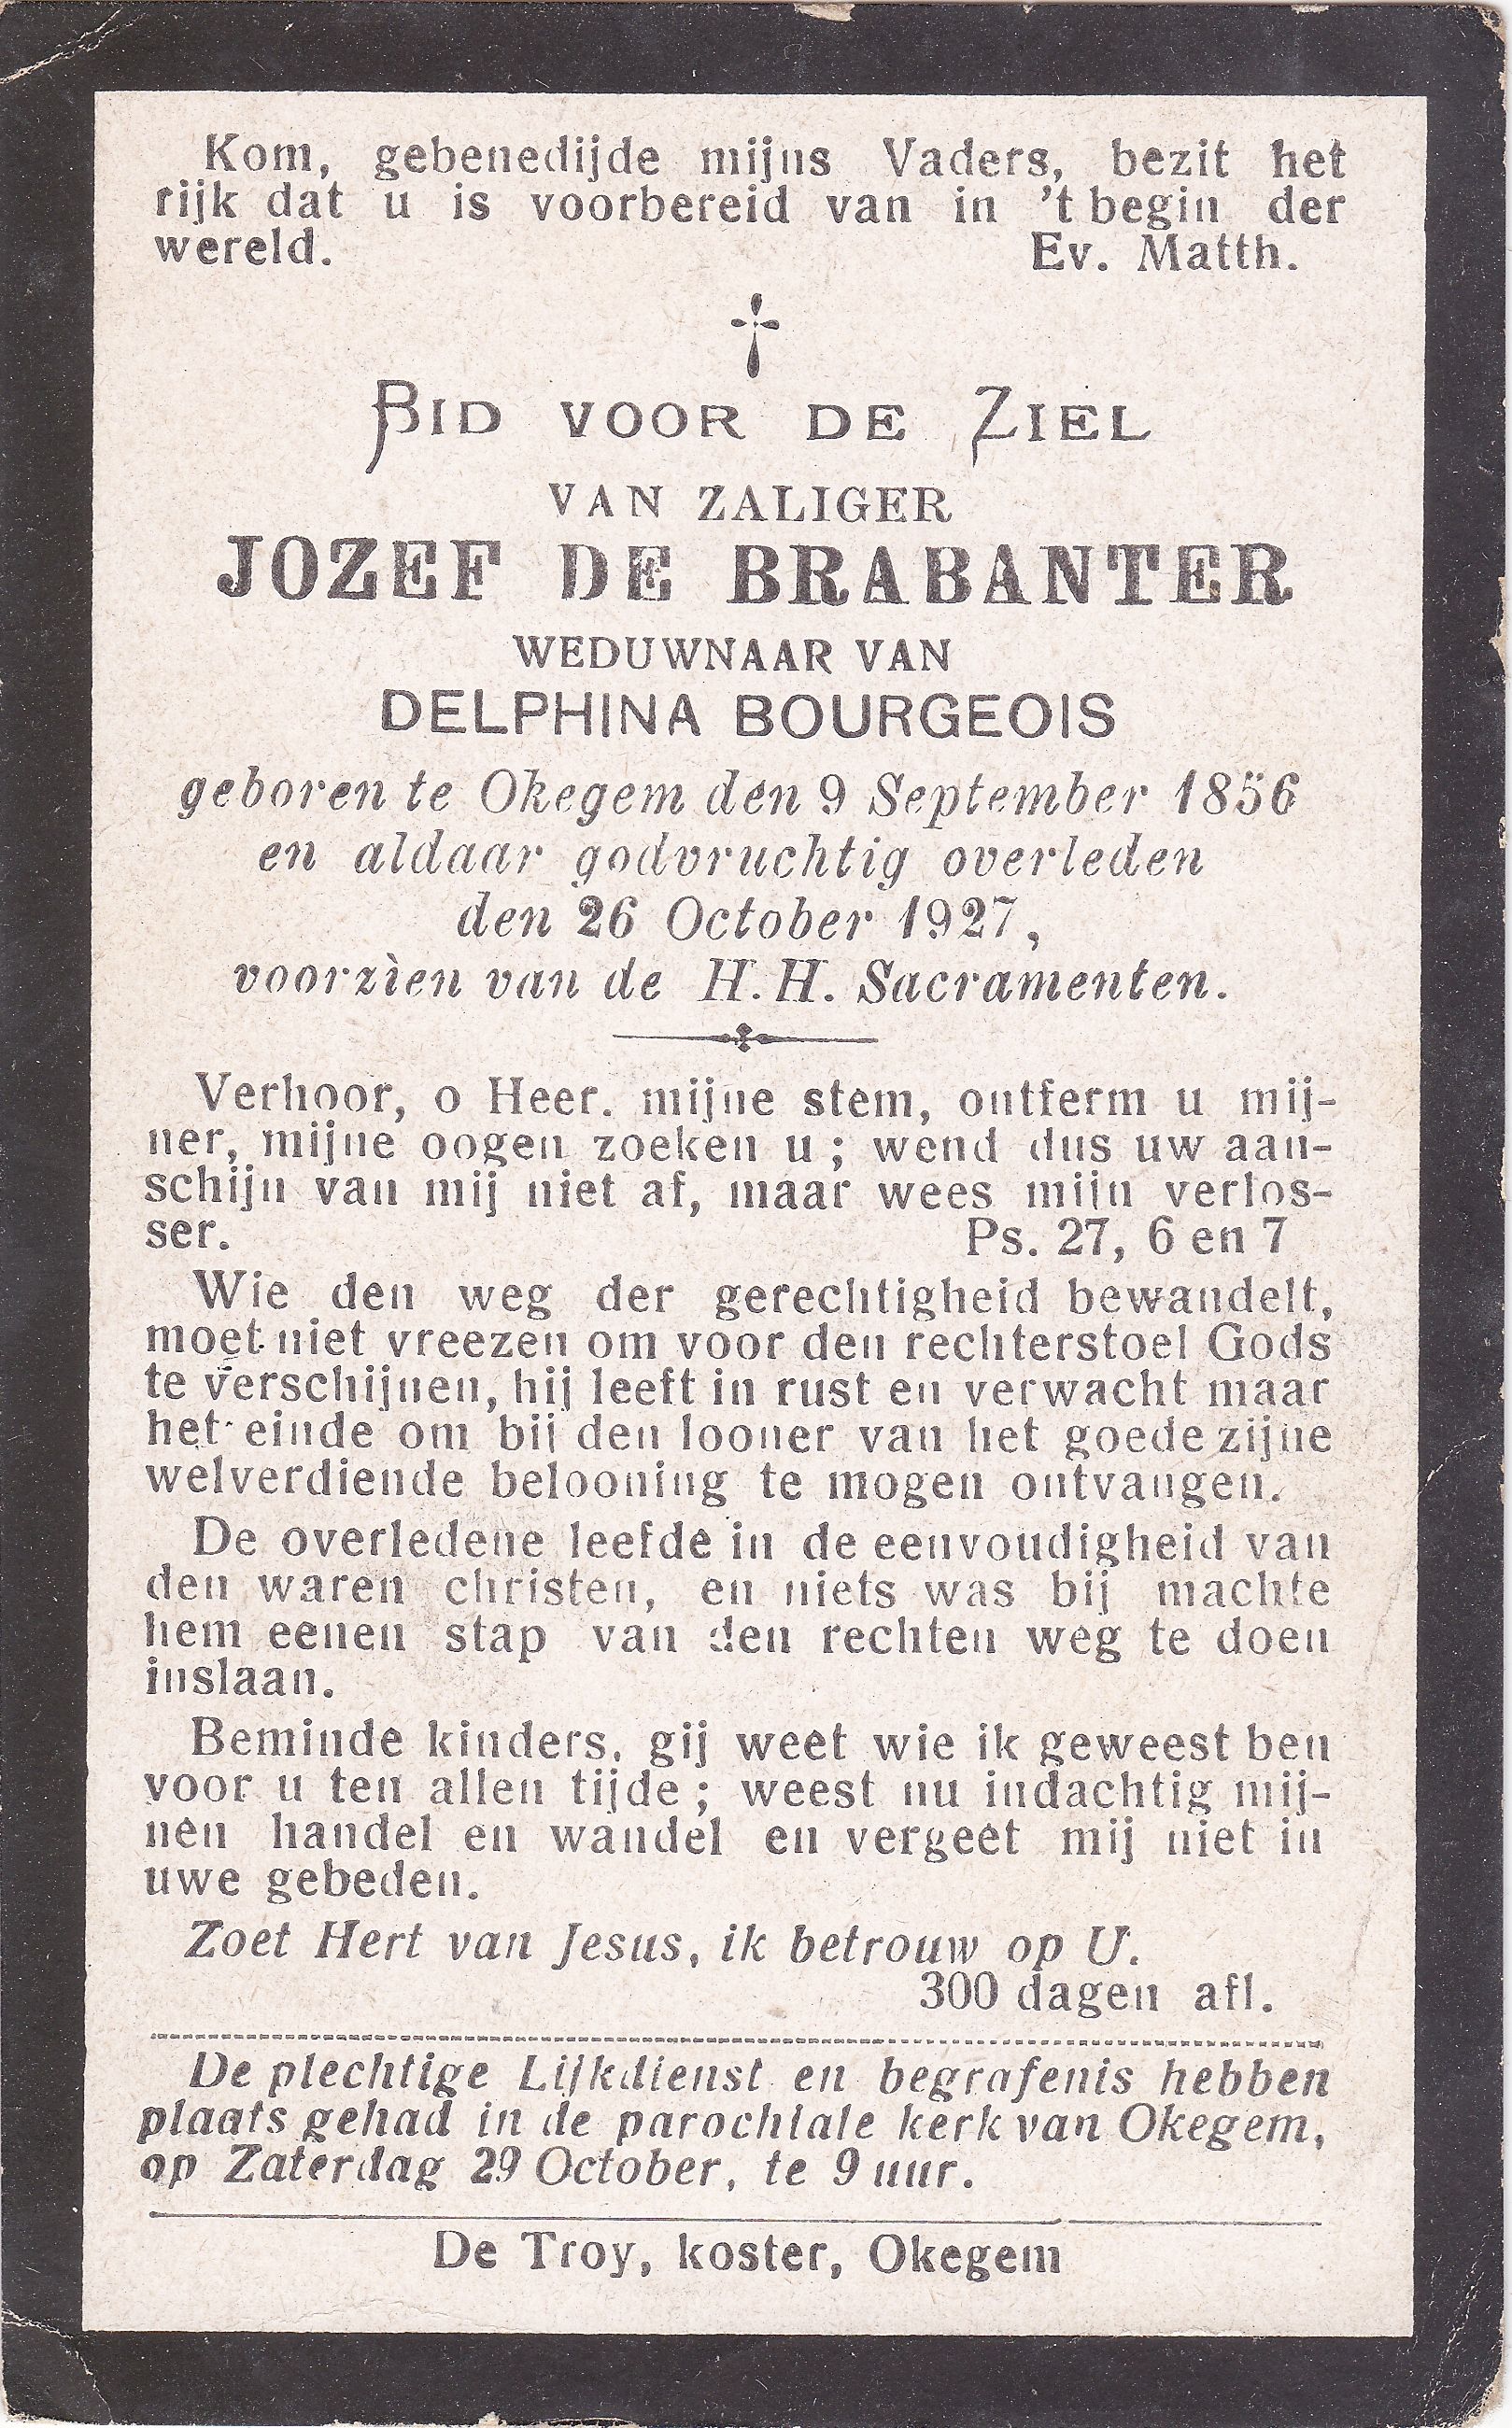 Kom, gebenedijde mijns Vaders, bezit het
rijk dat u is voorbereid van in 't begin der
wereld. Ev. Matth.
BID VOOR DE ZIEL
VAN ZALIGER
JOZEF DE BRABANTER
WEDUWNAAR VAN
DELPHINA BOURGEOIS
geboren te Okegem den 9 September 1856
en aldaar godvruchtig overleden
den 26 October 1927,
voorzien van de H. H. Sacramenten.
Verhoor, o Heer. mijne stem, ontferm u mij-
ner, mijne oogen zoeken u ; wend dus uw aan-
schijn van mij niet af, maar wees mijn verlos-
ser. Ps. 27, 6 en 7
Wie den weg der gerechtigheid bewandelt,
moet niet vreezen om voor den rechterstoel Gods
te verschijnen, hij leeft in rust en verwacht maar
het einde om bij den looner van het goede zijne
welverdiende belooning te mogen ontvangen.
De overledene leefde in de eenvoudigheid van
den waren christen, en niets was bij machte
hem eenen stap van den rechten weg te doen
inslaan.
Beminde kinders, gij weet wie ik geweest ben
voor u ten allen tijde ; weest nu indachtig mij-
nen handel en wandel en vergeet mij niet in
uwe gebeden.
Zoet Hert van Jesus, ik betrouw op U.
300 dagen afl.
De plechtige Lijkdienst en begrafenis hebben
plaats gehad in de parochiale kerk van Okegem,
op Zaterdag 29 October, te 9 uur.
De Troy, koster, Okegem